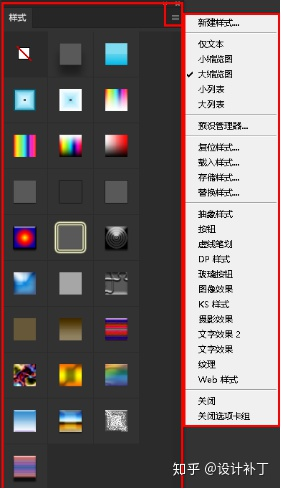 样式
新建样式...
仅文本
小缩览图
大缩览图
小列表
大列表
预设管理器...
复位样式...
载入样式...
存储样式...
替换样式...
抽象样式
按钮
虚线笔划
DP 样式
玻璃按钮
图像效果
KS 样式
摄影效果
文字效果 2
文字效果
纹理
Web 样式
关闭
关闭选项卡组
知乎 @设计补丁